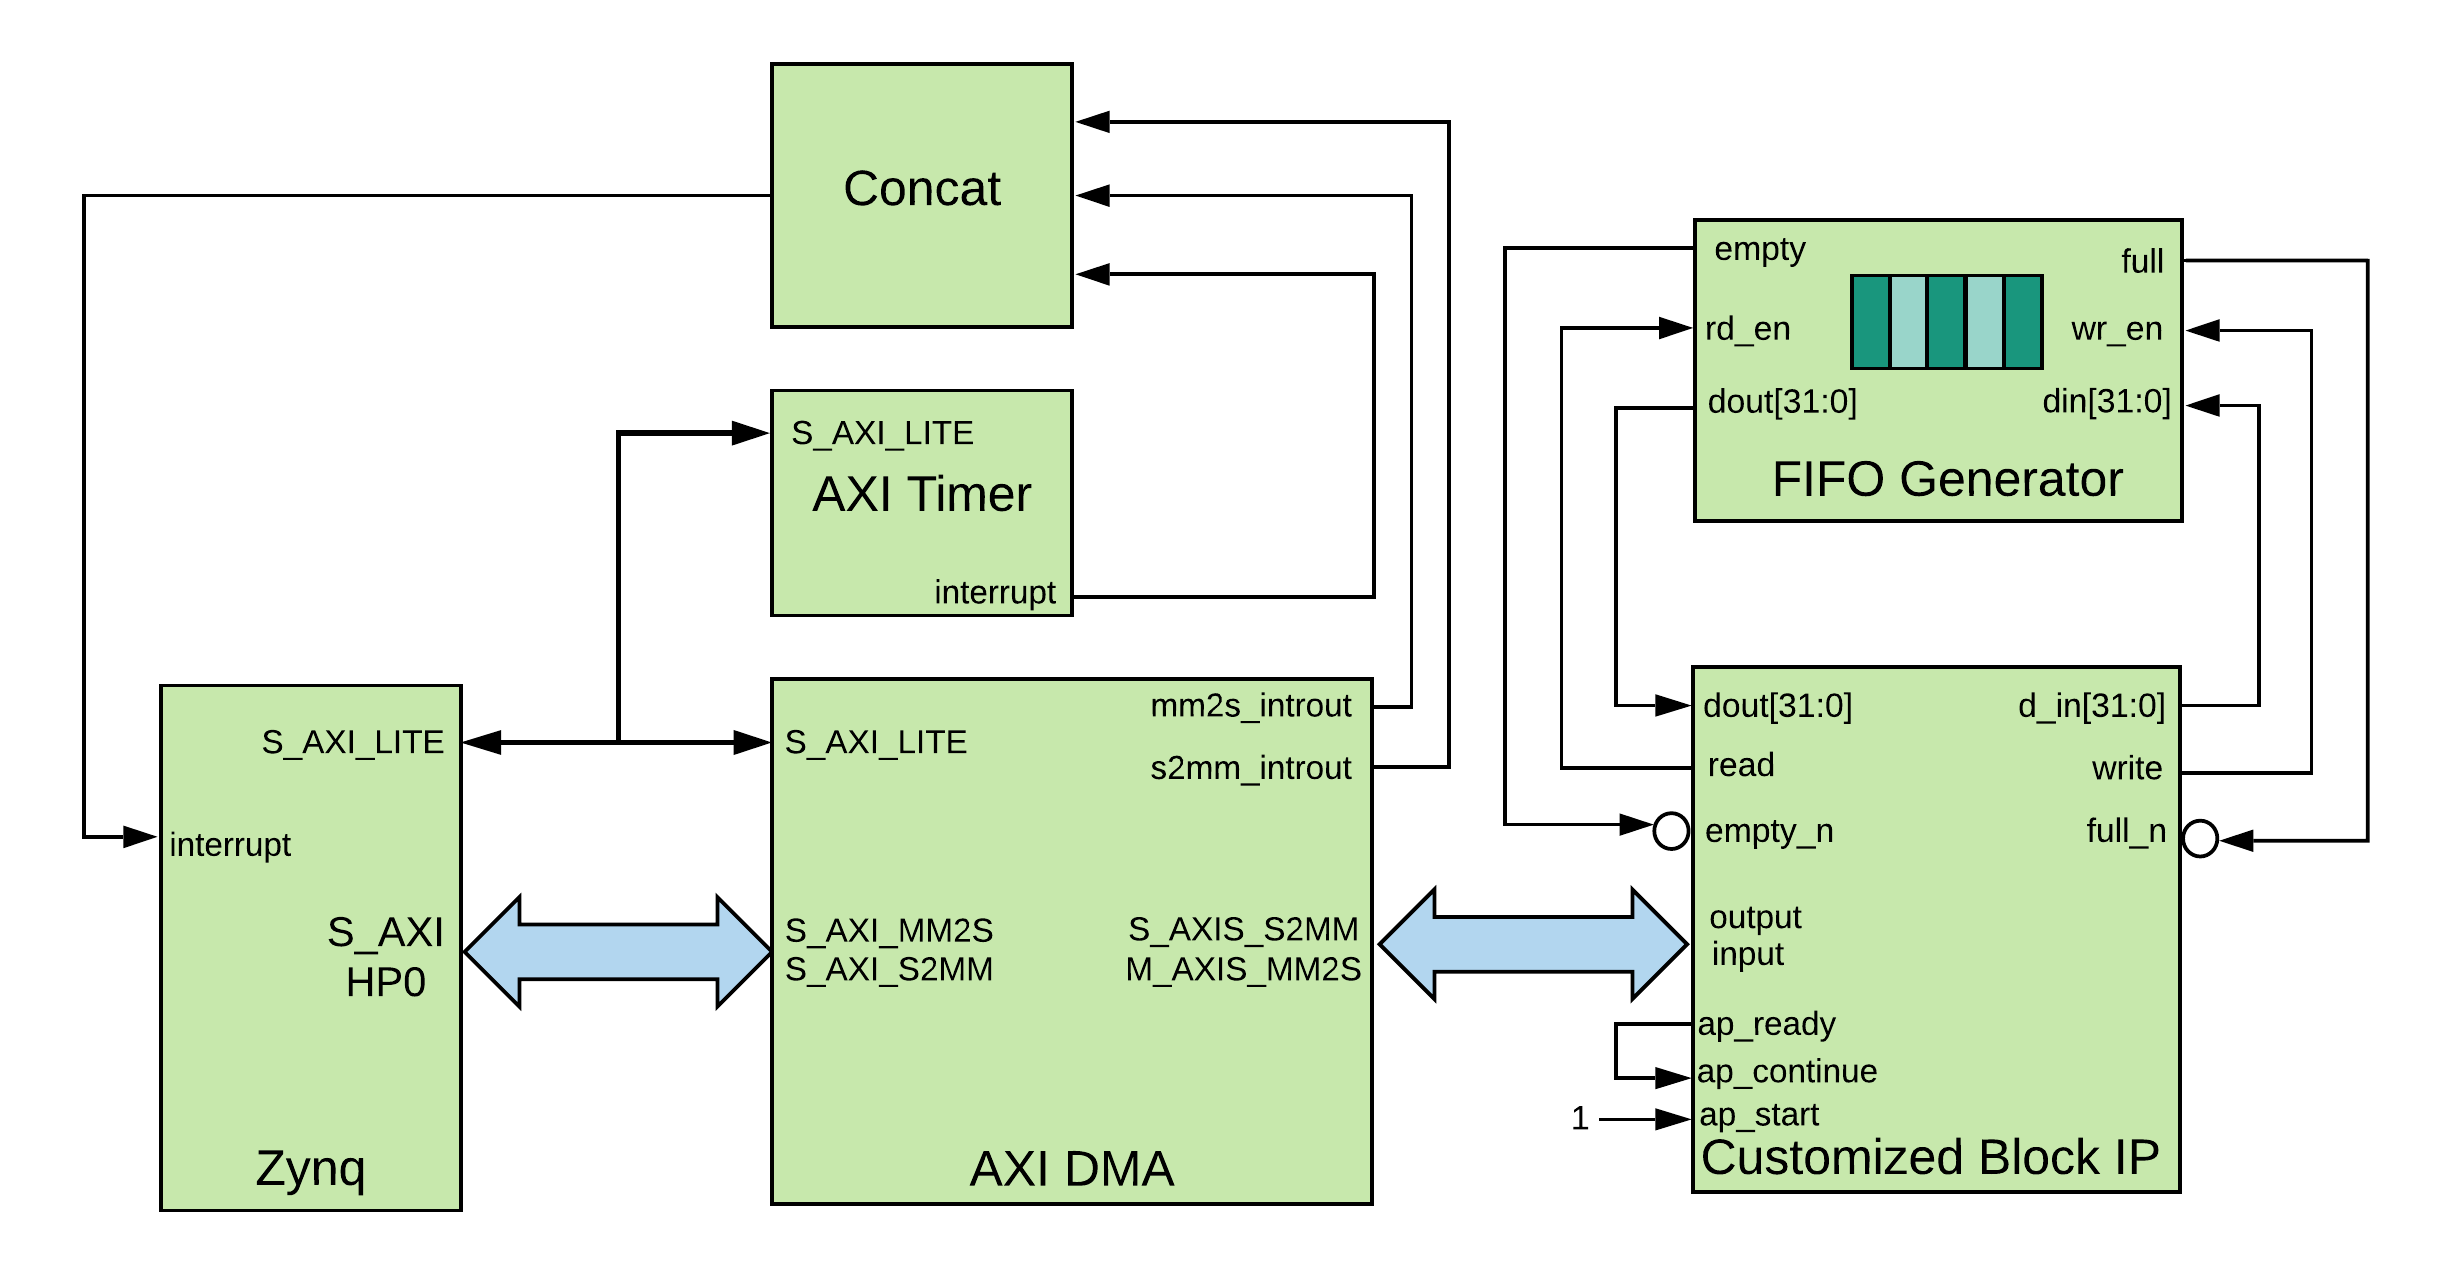 Concat
S_AXI_LITE
AXI Timer
interrupt
empty
full
rd_en
wr_en
dout[31:0]
din[31:0]
FIFO Generator
S_AXI_LITE
interrupt
S_AXI
HP0
Zynq
mm2s_introut
S_AXI_LITE
s2mm_introut
S_AXI_MM2S
S_AXIS_S2MM
S_AXI_S2MM
M_AXIS_MM2S
AXI DMA
dout[31:0]
d_in[31:0]
read
write
empty_n
full_n
output
input
ap_ready
ap_continue
1
ap_start
Customized Block IP